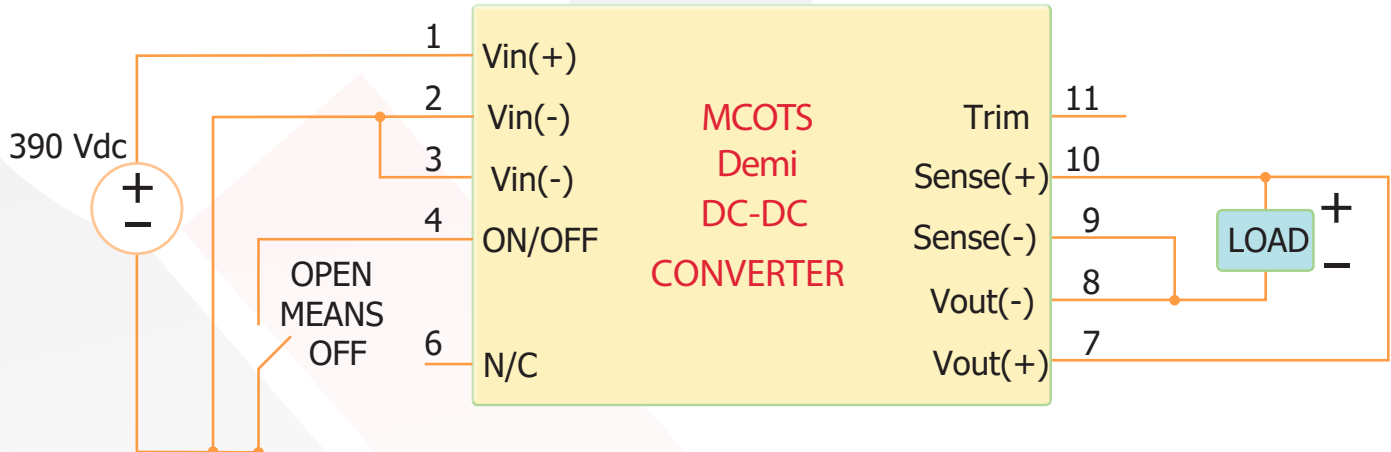 390 Vdc
+
−
1
2
3
4
6
Vin(+)
Vin(-)
Vin(-)
ON/OFF
N/C
OPEN
MEANS
OFF
MCOTS
Demi
DC-DC
CONVERTER
Trim
Sense(+)
Sense(-)
Vout(-)
Vout(+)
11
10
9
8
7
LOAD
+
−